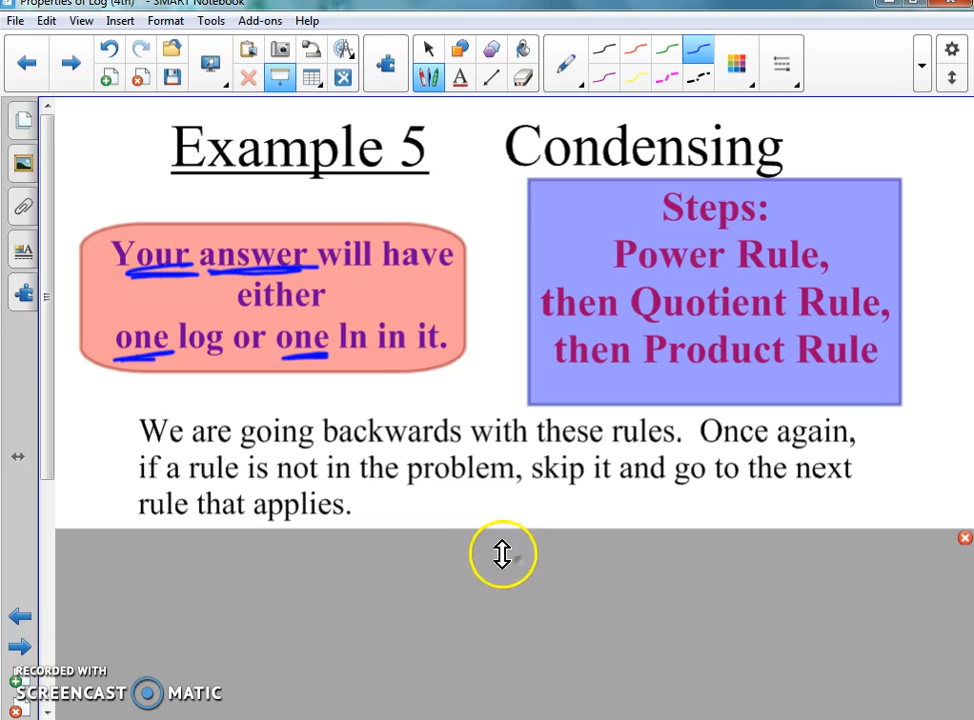 Properties of Log (4th) - SMART Notebook
File Edit View Insert Format Tools Add-ons Help
Example 5 Condensing
Your answer will have
either
one log or one ln in it.
Steps:
Power Rule,
then Quotient Rule,
then Product Rule
We are going backwards with these rules. Once again,
if a rule is not in the problem, skip it and go to the next
rule that applies.
RECORDED WITH
SCREENCAST MATIC